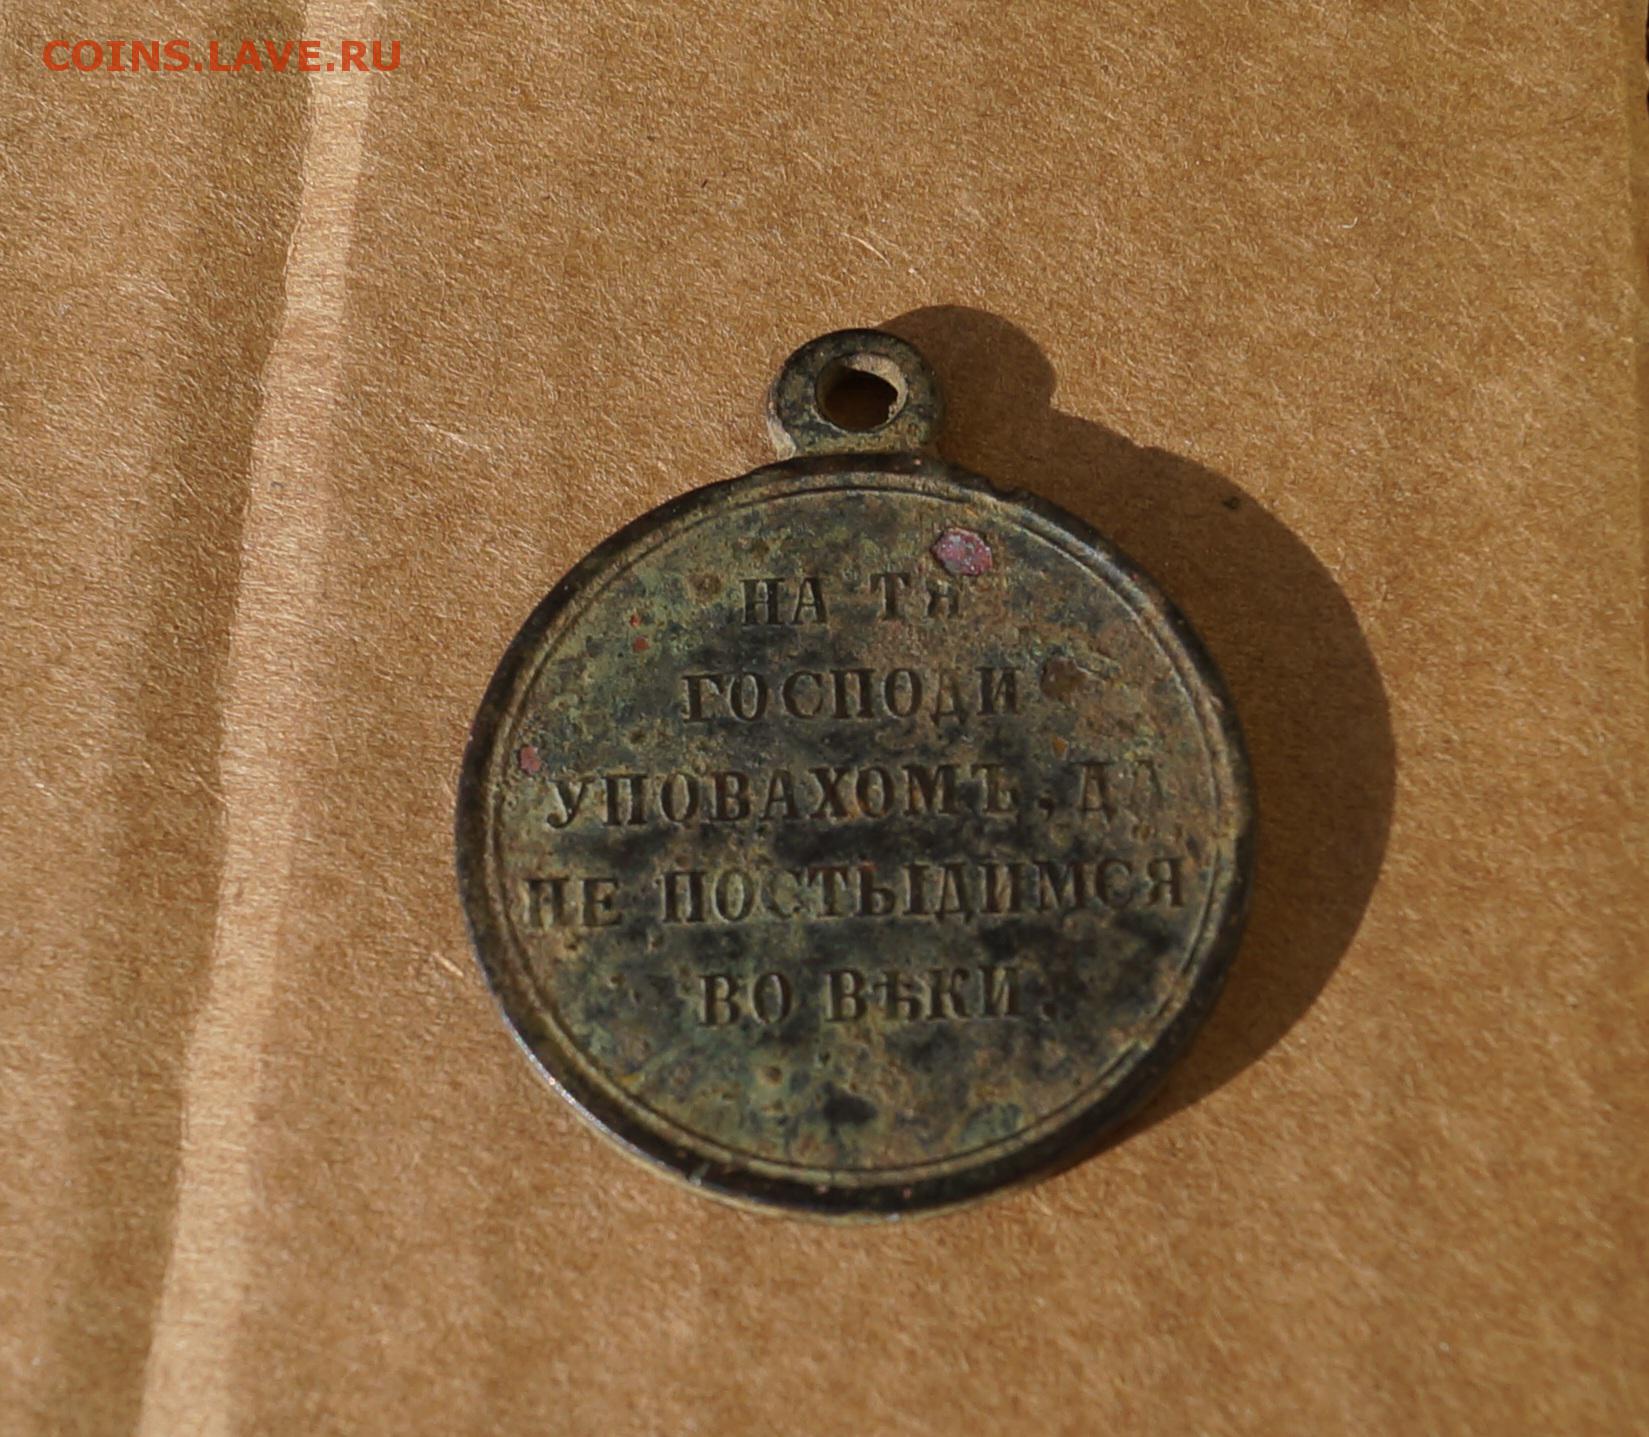 COINS.LAVE.RU
НА ТЯ
ГОСПОДИ
УПОВАХОМЪ, ДА
НЕ ПОСТЫДИМСЯ
ВО ВѢКИ.